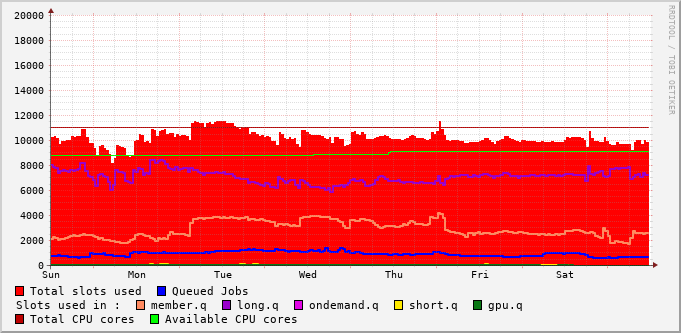 20000
18000
16000
14000
12000
10000
8000
6000
4000
2000
0
Sun Mon Tue Wed Thu Fri Sat
RRDTOOL / TOBI OETIKER
Total slots used Queued Jobs
Slots used in : member.q long.q ondemand.q short.q gpu.q
Total CPU cores Available CPU cores